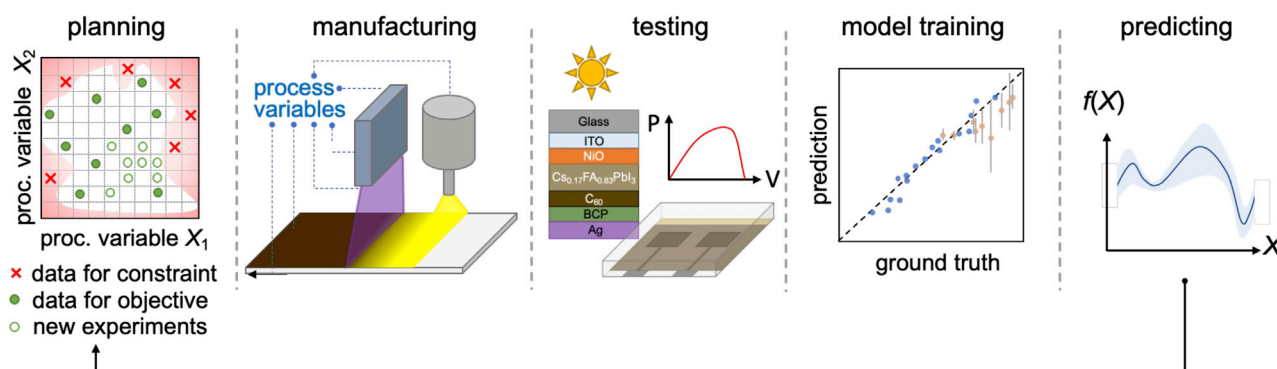 planning
proc. variable X₂
proc. variable X₁
data for constraint
data for objective
new experiments
manufacturing
process
variables
testing
Glass
ITO
NiO
Cs₀.₁₇FA₀.₈₃PbI₃
C₆₀
BCP
Ag
P
V
model training
prediction
ground truth
predicting
f(X)
X